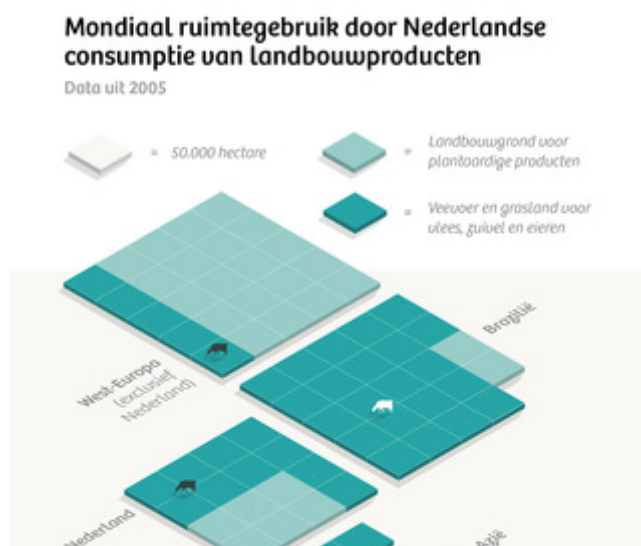 Mondiaal ruimtegebruik door Nederlandse
consumptie van landbouwproducten
Data uit 2005
= 50.000 hectare
= Landbouwgrond voor
plantaardige producten
= Veevoer en grasland voor
vlees, zuivel en eieren
Brazilië
West-Europa
(exclusief
Nederland)
Nederland
Azië